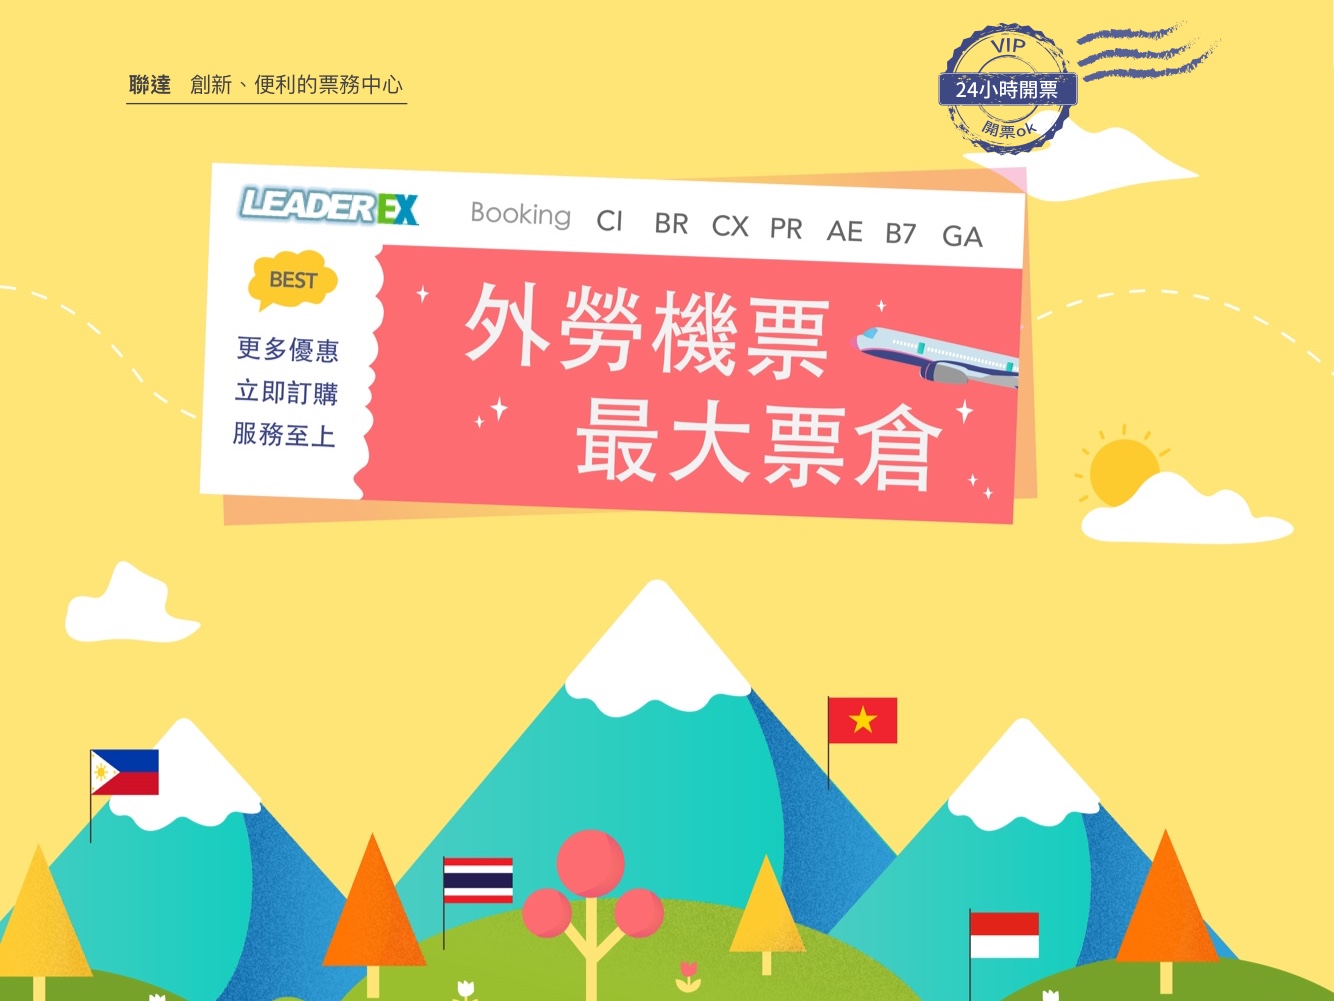 聯達 創新、便利的票務中心
VIP
24小時開票
開票ok
LEADER EX
Booking CI BR CX PR AE B7 GA
BEST
更多優惠
立即訂購
服務至上
外勞機票
最大票倉